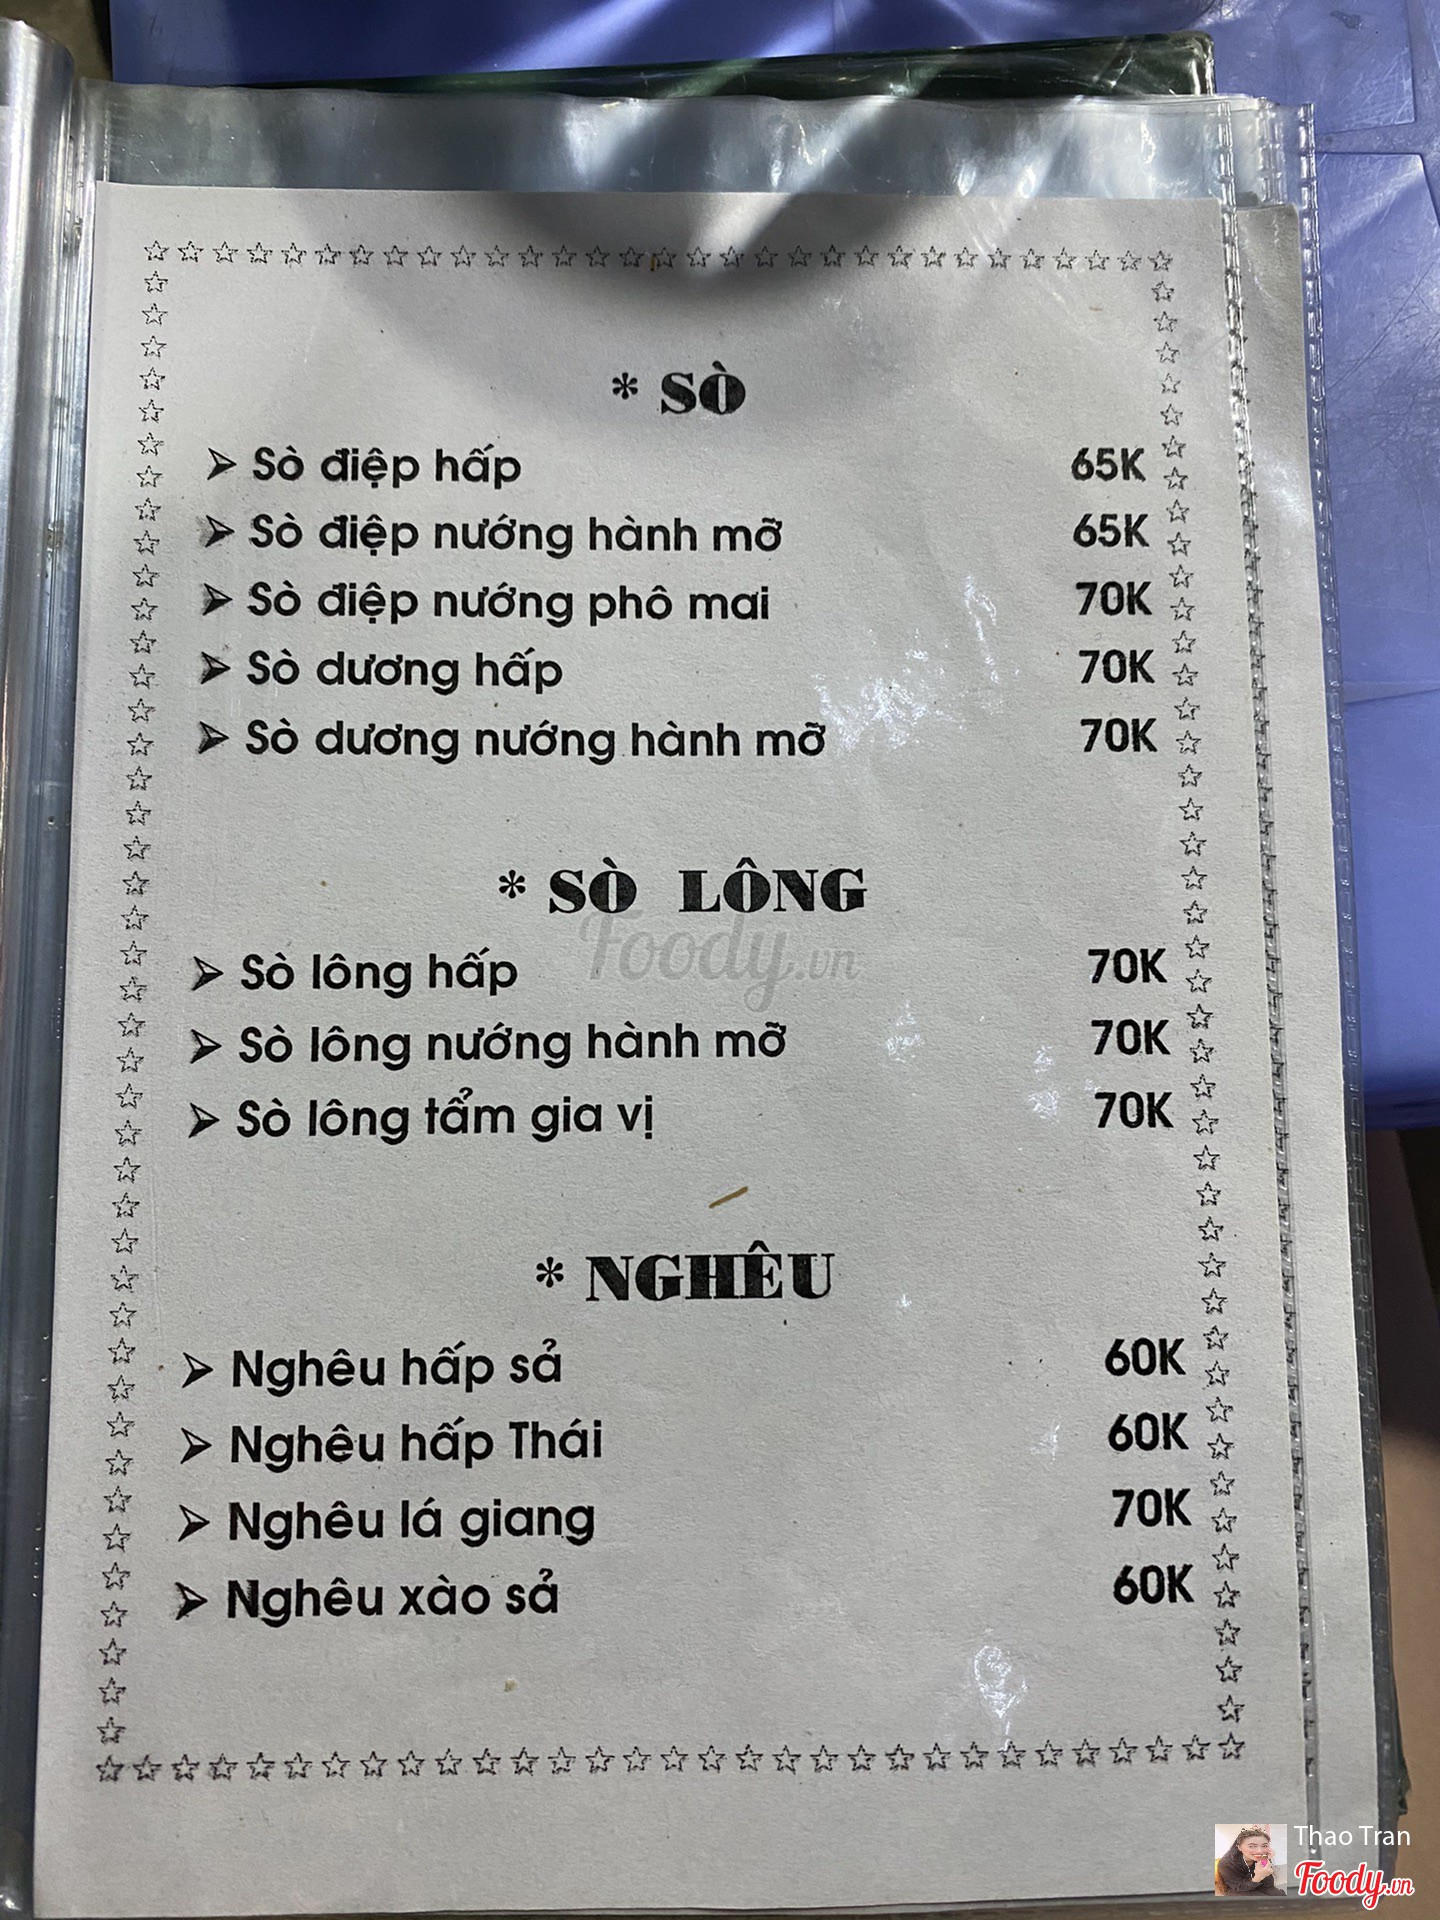 * SÒ
➢ Sò điệp hấp 65K
➢ Sò điệp nướng hành mỡ 65K
➢ Sò điệp nướng phô mai 70K
➢ Sò dương hấp 70K
➢ Sò dương nướng hành mỡ 70K
* SÒ LÔNG
Foody.vn
➢ Sò lông hấp 70K
➢ Sò lông nướng hành mỡ 70K
➢ Sò lông tẩm gia vị 70K
* NGHÊU
➢ Nghêu hấp sả 60K
➢ Nghêu hấp Thái 60K
➢ Nghêu lá giang 70K
➢ Nghêu xào sả 60K
Thao Tran
Foody.vn